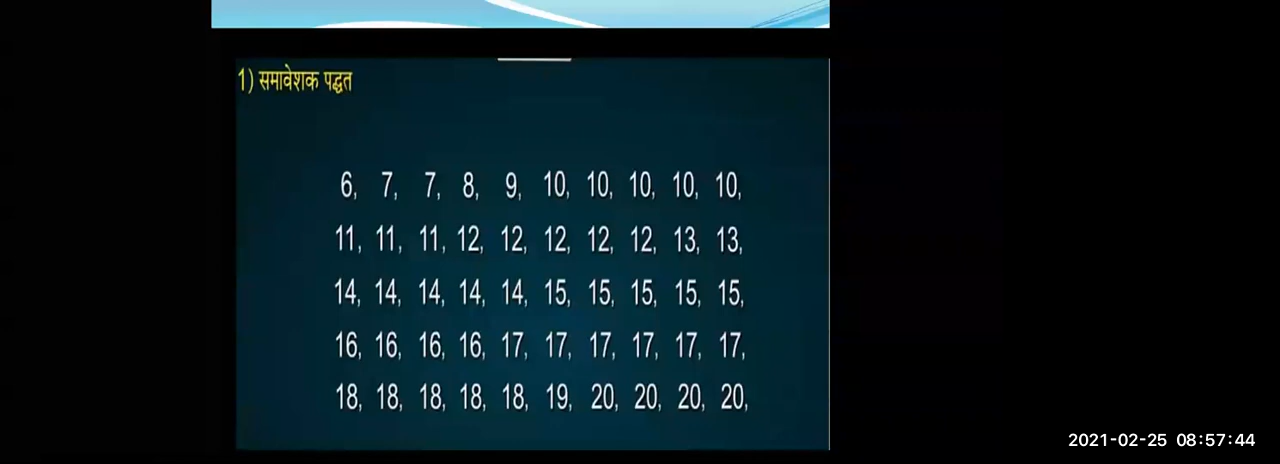 1) समावेशक पद्धत
6, 7, 7, 8, 9, 10, 10, 10, 10, 10,
11, 11, 11, 12, 12, 12, 12, 12, 13, 13,
14, 14, 14, 14, 14, 15, 15, 15, 15, 15,
16, 16, 16, 16, 17, 17, 17, 17, 17, 17,
18, 18, 18, 18, 18, 19, 20, 20, 20, 20,
2021-02-25 08:57:44